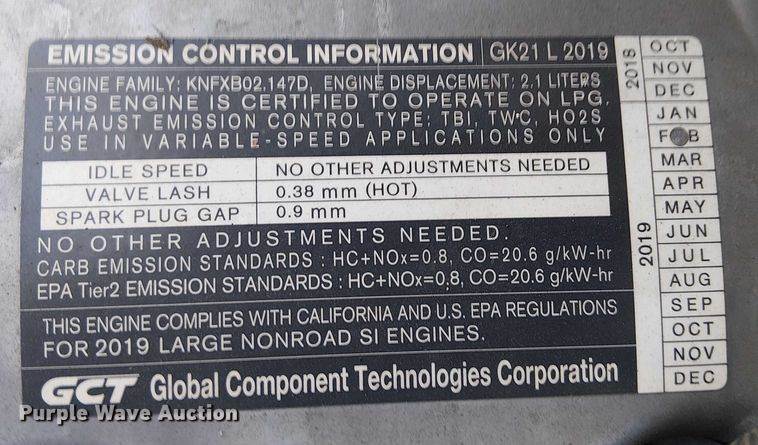 EMISSION CONTROL INFORMATION GK21 L 2019
ENGINE FAMILY: KNFXB02.147D, ENGINE DISPLACEMENT: 2.1 LITERS
THIS ENGINE IS CERTIFIED TO OPERATE ON LPG.
EXHAUST EMISSION CONTROL TYPE: TBI, TWC, HO2S
USE IN VARIABLE-SPEED APPLICATIONS ONLY
IDLE SPEED NO OTHER ADJUSTMENTS NEEDED
VALVE LASH 0.38 mm (HOT)
SPARK PLUG GAP 0.9 mm
NO OTHER ADJUSTMENTS NEEDED.
CARB EMISSION STANDARDS : HC+NOx=0.8, CO=20.6 g/kW-hr
EPA Tier2 EMISSION STANDARDS : HC+NOx=0.8, CO=20.6 g/kW-hr
THIS ENGINE COMPLIES WITH CALIFORNIA AND U.S. EPA REGULATIONS
FOR 2019 LARGE NONROAD SI ENGINES.
GCT Global Component Technologies Corporation
2018
OCT
NOV
DEC
2019
JAN
FEB
MAR
APR
MAY
JUN
JUL
AUG
SEP
OCT
NOV
DEC
Purple Wave Auction